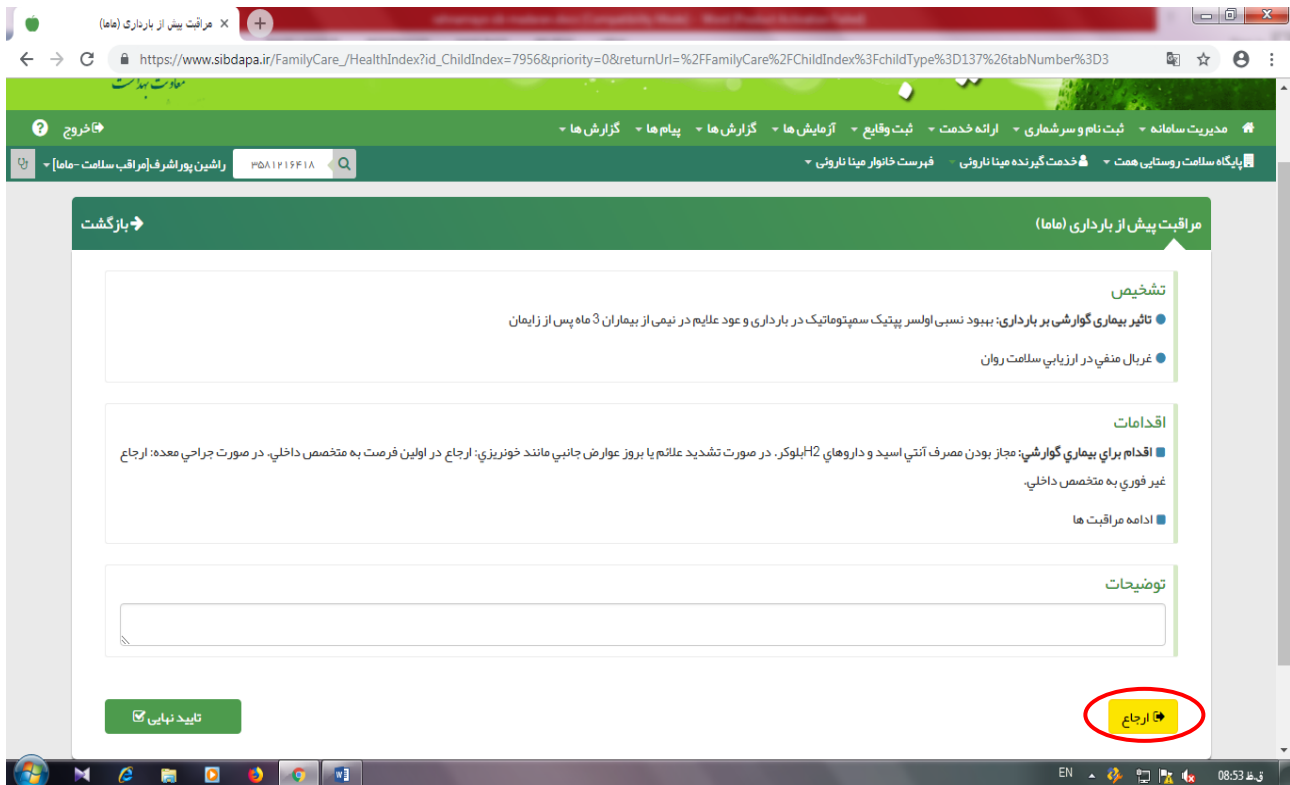 مراقبت پیش از بارداری (ماما)
https://www.sibdapa.ir/FamilyCare_/HealthIndex?id_ChildIndex=7956&priority=0&returnUrl=%2FFamilyCare%2FChildIndex%3FchildType%3D137%26tabNumber%3D3
معاونت بهداشت
مدیریت سامانه ثبت نام و سرشماری ارائه خدمت ثبت وقایع آزمایش ها گزارش ها پیام ها گزارش ها خروج ?
پایگاه سلامت روستایی همت خدمت گیرنده مینا نارونی فهرست خانوار مینا نارونی ۳۵۸۱۲۱۶۴۱۸ راشین پوراشرف[مراقب سلامت -ماما]
مراقبت پیش از بارداری (ماما) بازگشت
تشخیص
تاثیر بیماری گوارشی بر بارداری: بهبود نسبی اولسر پپتیک سمپتوماتیک در بارداری و عود علایم در نیمی از بیماران 3 ماه پس از زایمان
غربال منفي در ارزيابي سلامت روان
اقدامات
اقدام براي بيماري گوارشي: مجاز بودن مصرف آنتي اسيد و داروهاي H2بلوكر. در صورت تشديد علائم يا بروز عوارض جانبي مانند خونريزي: ارجاع در اولين فرصت به متخصص داخلي. در صورت جراحي معده: ارجاع
غير فوري به متخصص داخلي.
ادامه مراقبت ها
توضیحات
ارجاع تایید نهایی
EN 08:53 ق.ظ